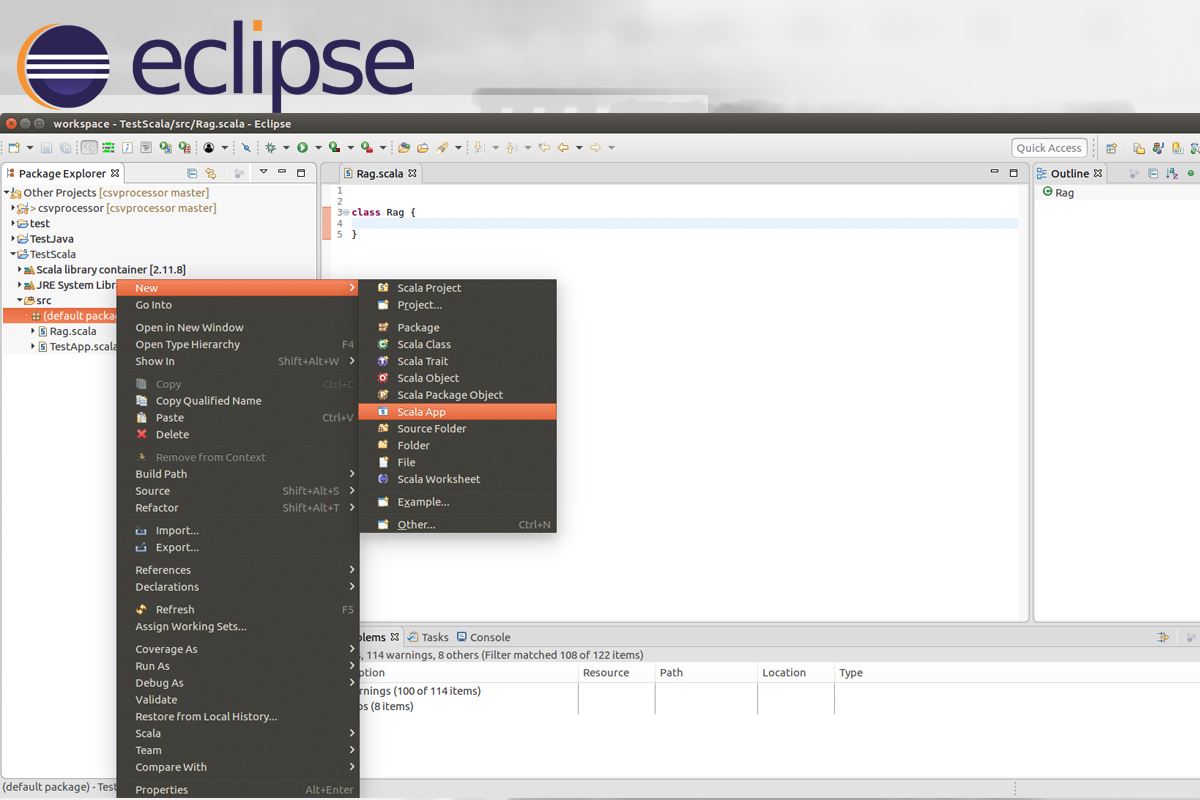 eclipse
workspace - TestScala/src/Rag.scala - Eclipse
Quick Access
Package Explorer
Rag.scala
Outline
Other Projects [csvprocessor master]
> csvprocessor [csvprocessor master]
test
TestJava
TestScala
Scala library container [2.11.8]
JRE System Libra
src
(default packa
Rag.scala
TestApp.scala
1
2
3 class Rag {
4
5 }
Rag
New
Go Into
Open in New Window
Open Type Hierarchy F4
Show In Shift+Alt+W
Copy Ctrl+C
Copy Qualified Name
Paste Ctrl+V
Delete
Remove from Context
Build Path
Source Shift+Alt+S
Refactor Shift+Alt+T
Import...
Export...
References
Declarations
Refresh F5
Assign Working Sets...
Coverage As
Run As
Debug As
Validate
Restore from Local History...
Scala
Team
Compare With
Properties Alt+Enter
Scala Project
Project...
Package
Scala Class
Scala Trait
Scala Object
Scala Package Object
Scala App
Source Folder
Folder
File
Scala Worksheet
Example...
Other... Ctrl+N
blems Tasks Console
s, 114 warnings, 8 others (Filter matched 108 of 122 items)
ption Resource Path Location Type
rnings (100 of 114 items)
os (8 items)
(default package) - Test